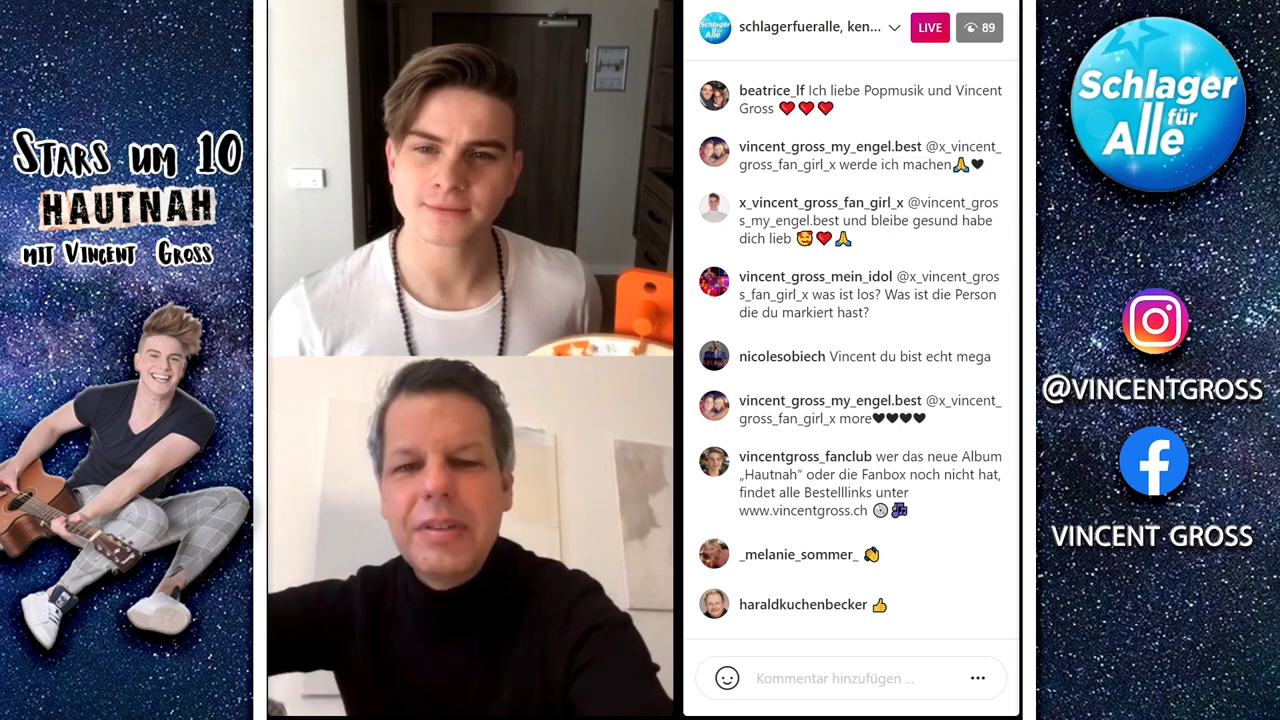 STARS UM 10
HAUTNAH
MIT VINCENT GROSS
schlagerfueralle, ken...
LIVE
89
beatrice_lf Ich liebe Popmusik und Vincent
Gross ❤️ ❤️ ❤️
vincent_gross_my_engel.best @x_vincent_
gross_fan_girl_x werde ich machen🙏🖤
x_vincent_gross_fan_girl_x @vincent_gros
s_my_engel.best und bleibe gesund habe
dich lieb 🥰 ❤️ 🙏
vincent_gross_mein_idol @x_vincent_gros
s_fan_girl_x was ist los? Was ist die Person
die du markiert hast?
nicolesobiech Vincent du bist echt mega
vincent_gross_my_engel.best @x_vincent_
gross_fan_girl_x more🖤🖤🖤🖤
vincentgross_fanclub wer das neue Album
„Hautnah“ oder die Fanbox noch nicht hat,
findet alle Bestelllinks unter
www.vincentgross.ch 💿 🎶
_melanie_sommer_ 👏
haraldkuchenbecker 👍
Kommentar hinzufügen ...
Schlager
für
Alle
@VINCENTGROSS
VINCENT GROSS